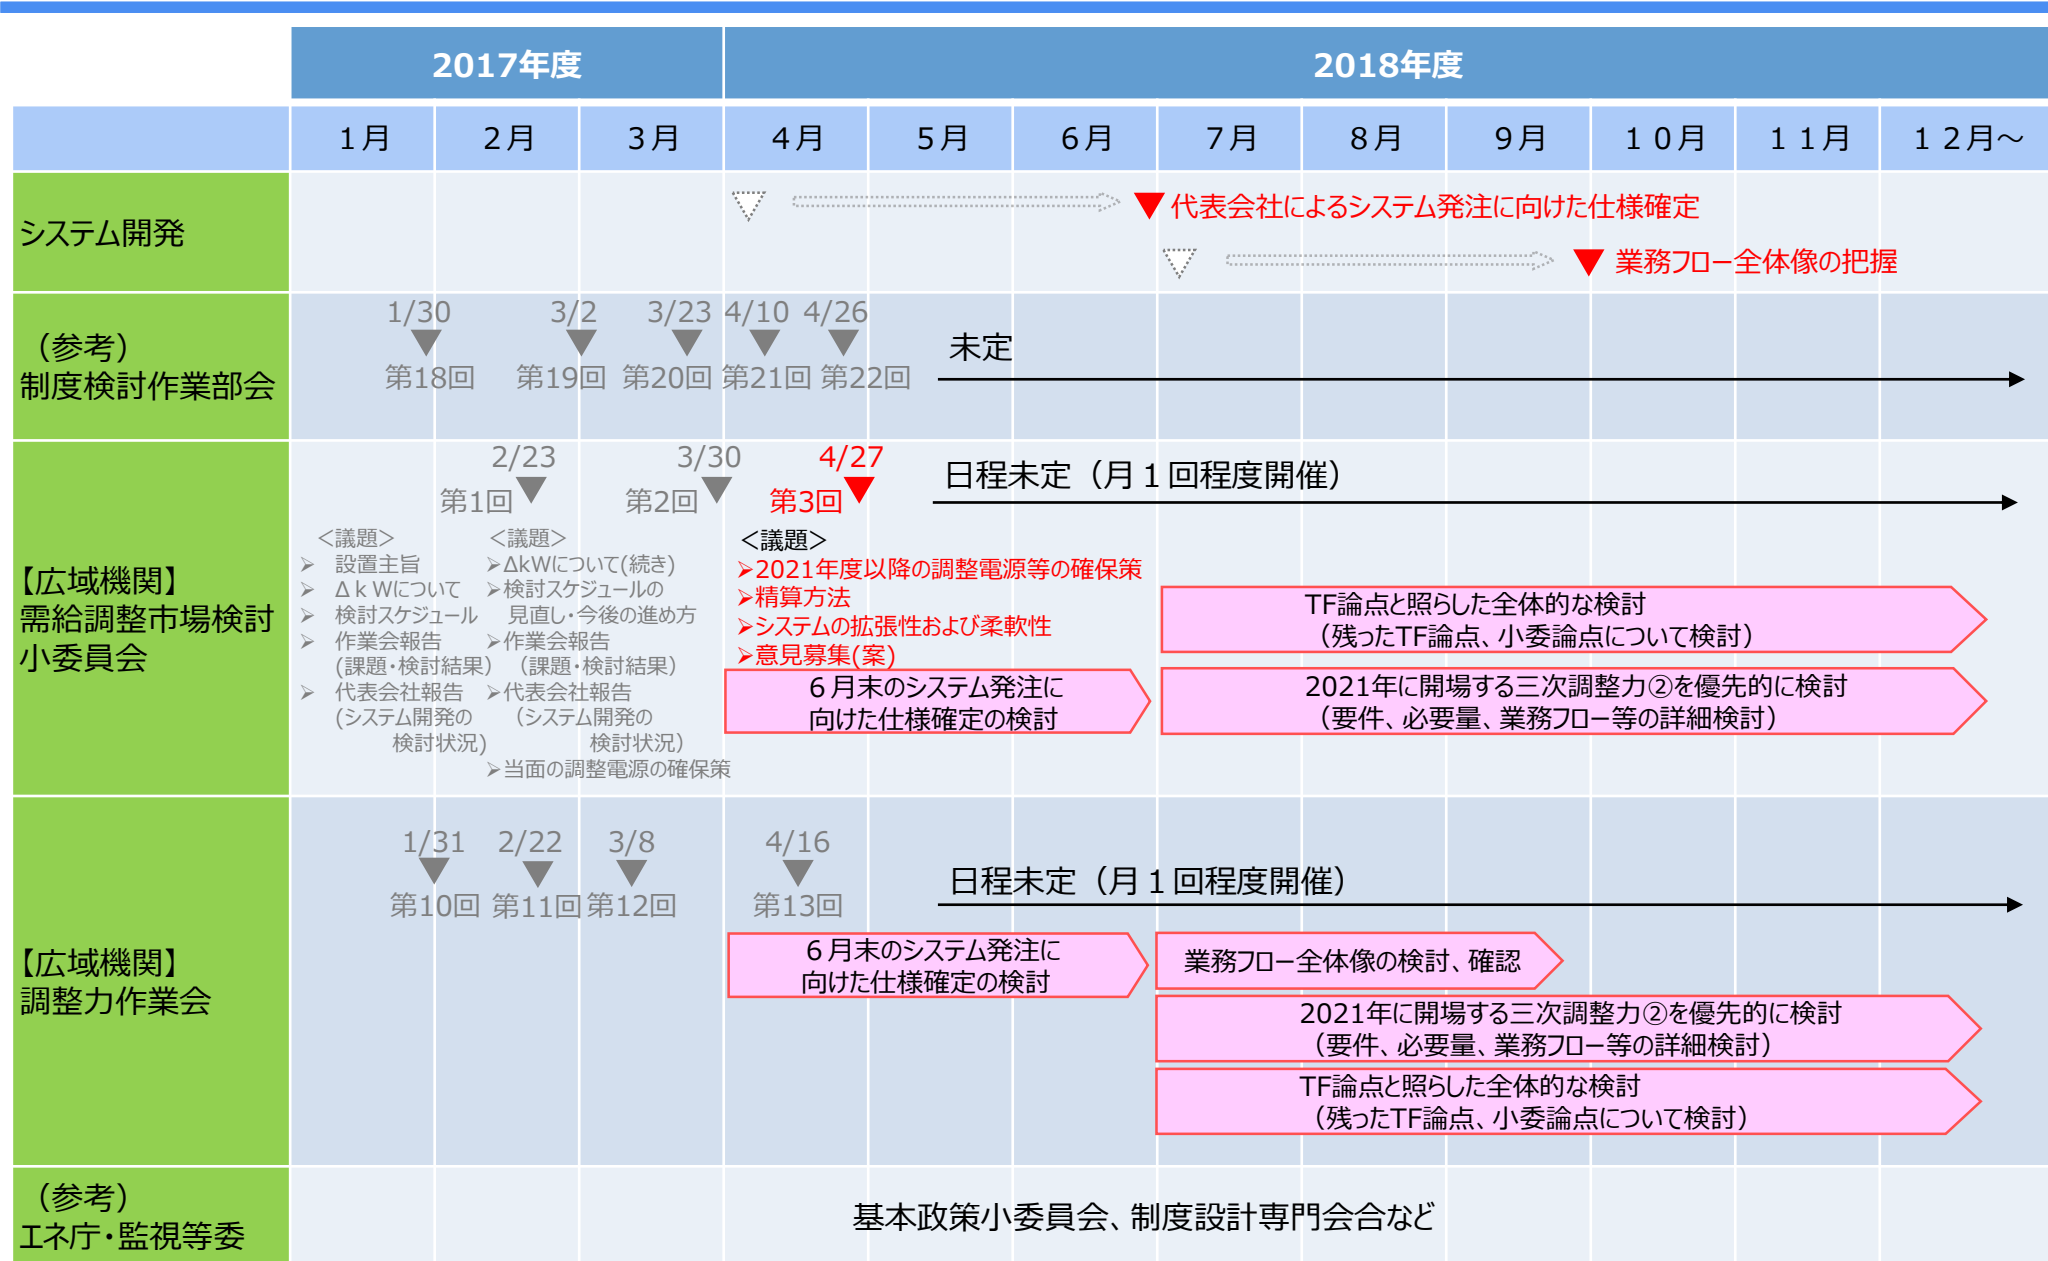 2017年度
2018年度
1月
2月
3月
4月
5月
6月
7月
8月
9月
10月
11月
12月～
システム開発
代表会社によるシステム発注に向けた仕様確定
業務フロー全体像の把握
（参考）
制度検討作業部会
1/30
3/2
3/23
4/10
4/26
第18回
第19回
第20回
第21回
第22回
未定
【広域機関】
需給調整市場検討
小委員会
2/23
3/30
4/27
第1回
第2回
第3回
日程未定（月1回程度開催）
＜議題＞
➢ 設置主旨
➢ ΔkWについて
➢ 検討スケジュール
➢ 作業会報告
(課題・検討結果)
➢ 代表会社報告
(システム開発の
検討状況)
＜議題＞
➢ΔkWについて(続き)
➢検討スケジュールの
見直し・今後の進め方
➢作業会報告
（課題・検討結果）
➢代表会社報告
（システム開発の
検討状況）
➢当面の調整電源の確保策
＜議題＞
➢2021年度以降の調整電源等の確保策
➢精算方法
➢システムの拡張性および柔軟性
➢意見募集(案)
6月末のシステム発注に
向けた仕様確定の検討
TF論点と照らした全体的な検討
（残ったTF論点、小委論点について検討）
2021年に開場する三次調整力②を優先的に検討
（要件、必要量、業務フロー等の詳細検討）
【広域機関】
調整力作業会
1/31
2/22
3/8
4/16
第10回
第11回
第12回
第13回
日程未定（月1回程度開催）
6月末のシステム発注に
向けた仕様確定の検討
業務フロー全体像の検討、確認
2021年に開場する三次調整力②を優先的に検討
（要件、必要量、業務フロー等の詳細検討）
TF論点と照らした全体的な検討
（残ったTF論点、小委論点について検討）
（参考）
エネ庁・監視等委
基本政策小委員会、制度設計専門会合など